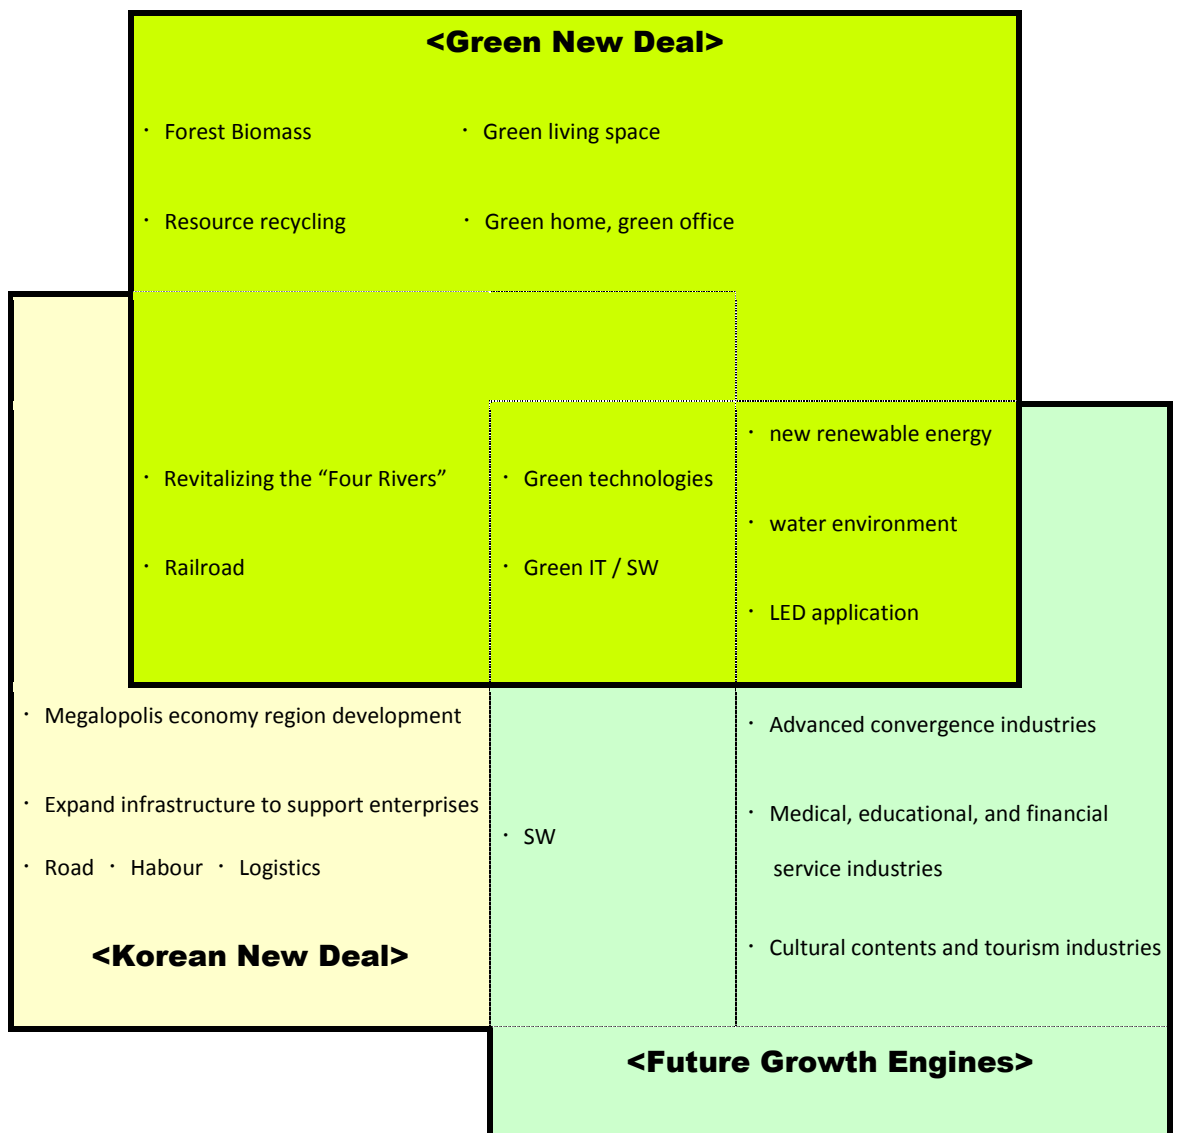 <Green New Deal>
· Forest Biomass · Green living space
· Resource recycling · Green home, green office
· new renewable energy
· Revitalizing the “Four Rivers” · Green technologies
· water environment
· Railroad · Green IT / SW
· LED application
· Megalopolis economy region development
· Advanced convergence industries
· Expand infrastructure to support enterprises
· Medical, educational, and financial
· SW
· Road · Habour · Logistics
service industries
· Cultural contents and tourism industries
<Korean New Deal>
<Future Growth Engines>